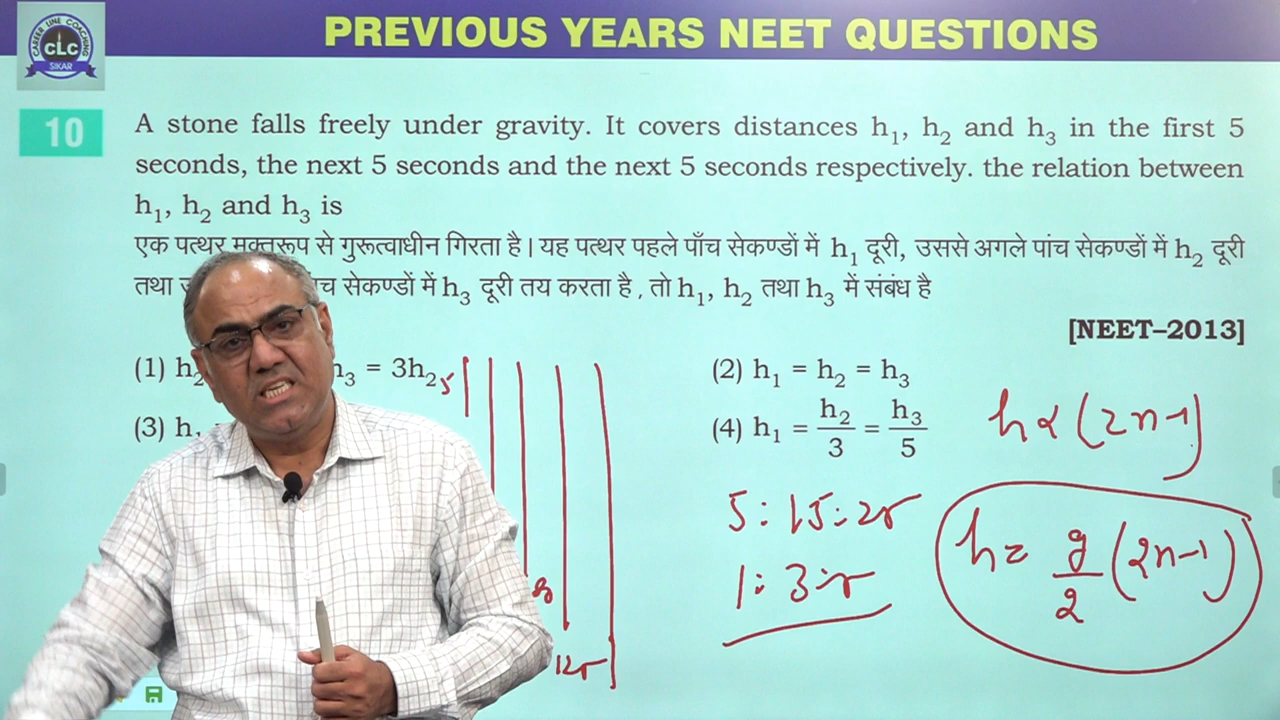 PREVIOUS YEARS NEET QUESTIONS
CAREER LINE COACHING
CLC
SIKAR
10
A stone falls freely under gravity. It covers distances h₁, h₂ and h₃ in the first 5
seconds, the next 5 seconds and the next 5 seconds respectively. the relation between
h₁, h₂ and h₃ is
एक पत्थर मुक्तरूप से गुरूत्वाधीन गिरता है। यह पत्थर पहले पाँच सेकण्डों में h₁ दूरी, उससे अगले पांच सेकण्डों में h₂ दूरी
तथा सेकण्डों में h₃ दूरी तय करता है, तो h₁, h₂ तथा h₃ में संबंध है
[NEET–2013]
(1) h₂ h₃ = 3h₂
5
(2) h₁ = h₂ = h₃
(3) h₁
(4) h₁ = h₂/3 = h₃/5
h ∝ (2n-1)
5 : 15 : 25
h = g/2 (2n-1)
1 : 3 : 5
125